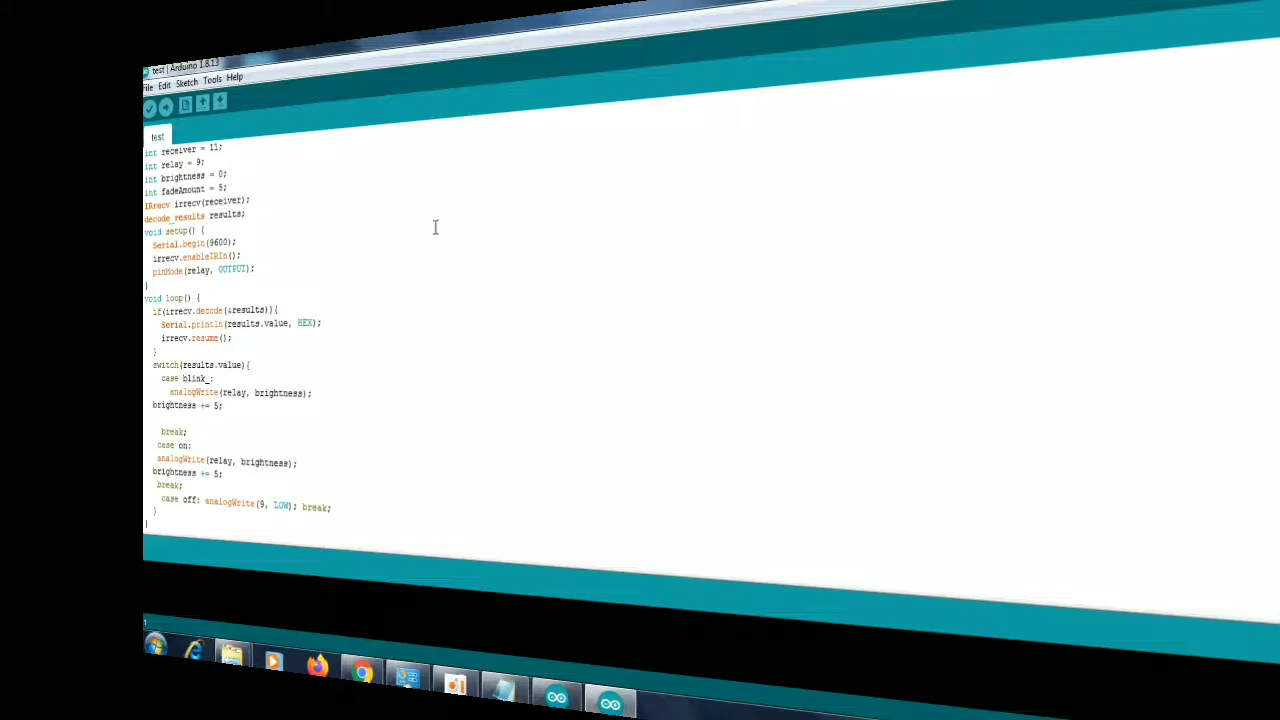 test | Arduino 1.8.13
File Edit Sketch Tools Help
test
int receiver = 11;
int relay = 9;
int brightness = 0;
int fadeAmount = 5;
IRrecv irrecv(receiver);
decode_results results;
void setup() {
Serial.begin(9600);
irrecv.enableIRIn();
pinMode(relay, OUTPUT);
}
void loop() {
if(irrecv.decode(&results)){
Serial.println(results.value, HEX);
irrecv.resume();
}
switch(results.value){
case blink_:
analogWrite(relay, brightness);
brightness += 5;
break;
case on:
analogWrite(relay, brightness);
brightness += 5;
break;
case off: analogWrite(9, LOW); break;
}
}
1